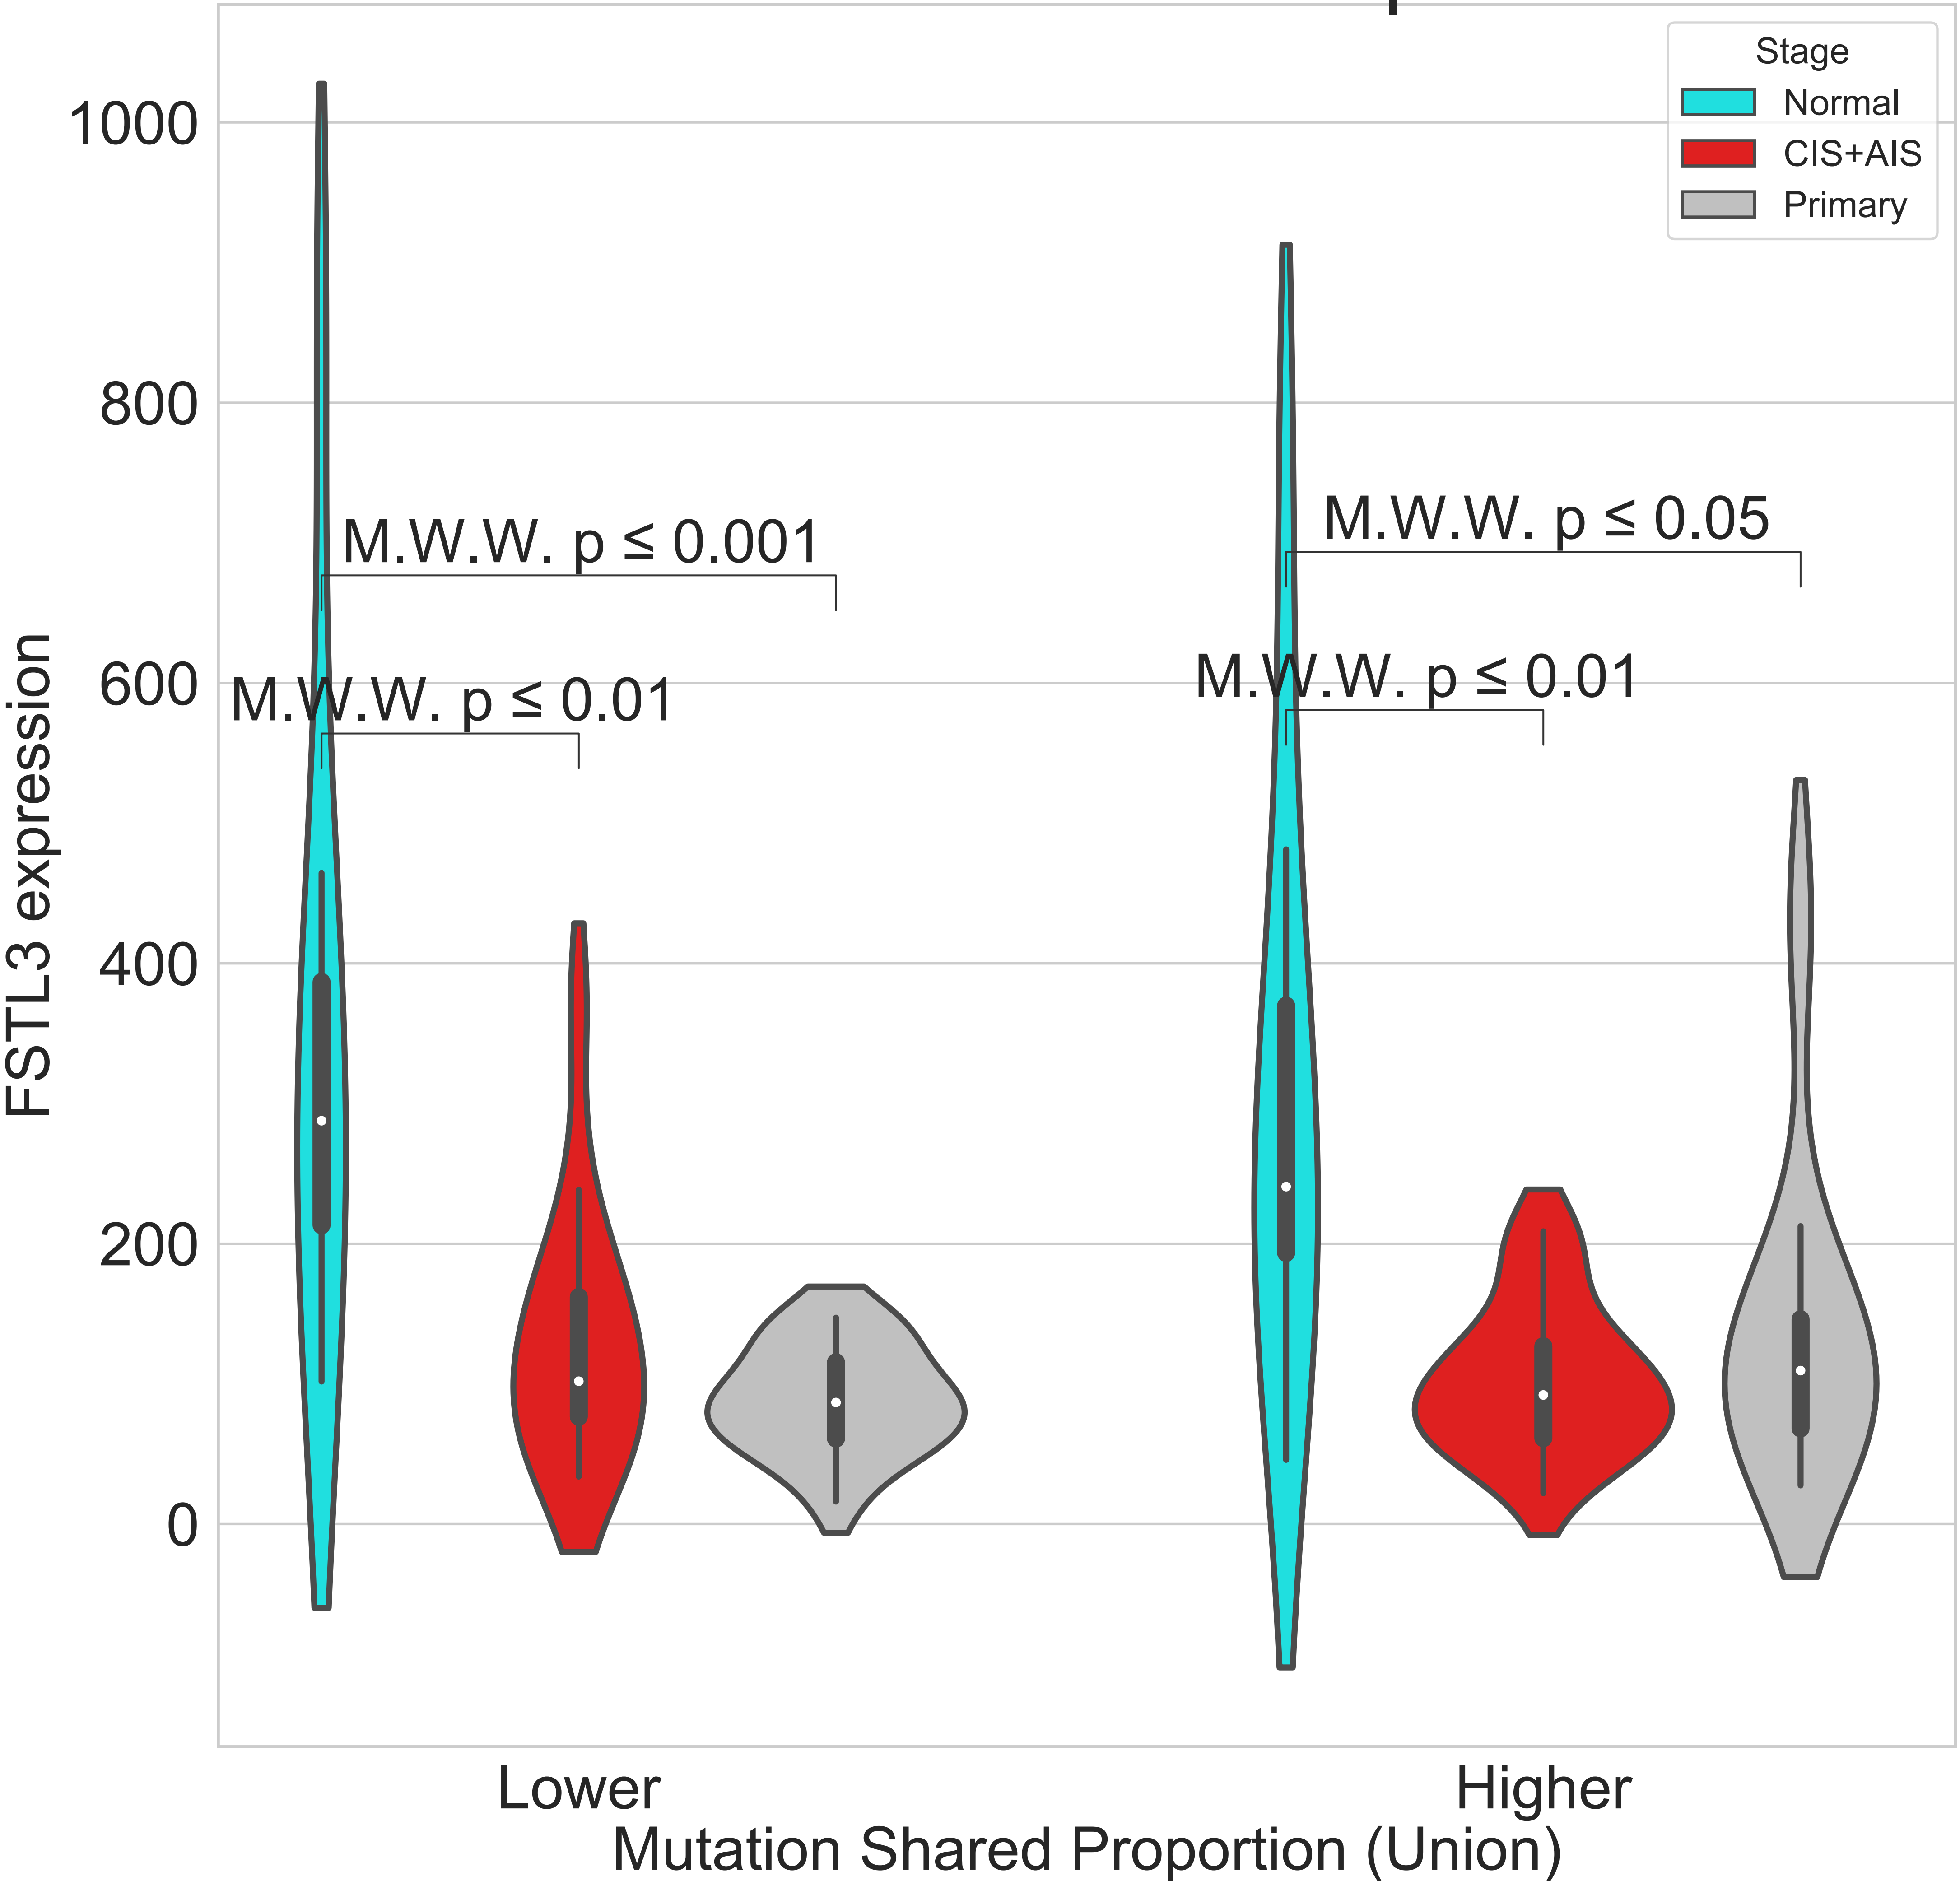 Stage
Normal
CIS+AIS
Primary
1000
800
600
400
200
0
FSTL3 expression
M.W.W. p ≤ 0.001
M.W.W. p ≤ 0.01
M.W.W. p ≤ 0.05
M.W.W. p ≤ 0.01
Lower
Higher
Mutation Shared Proportion (Union)